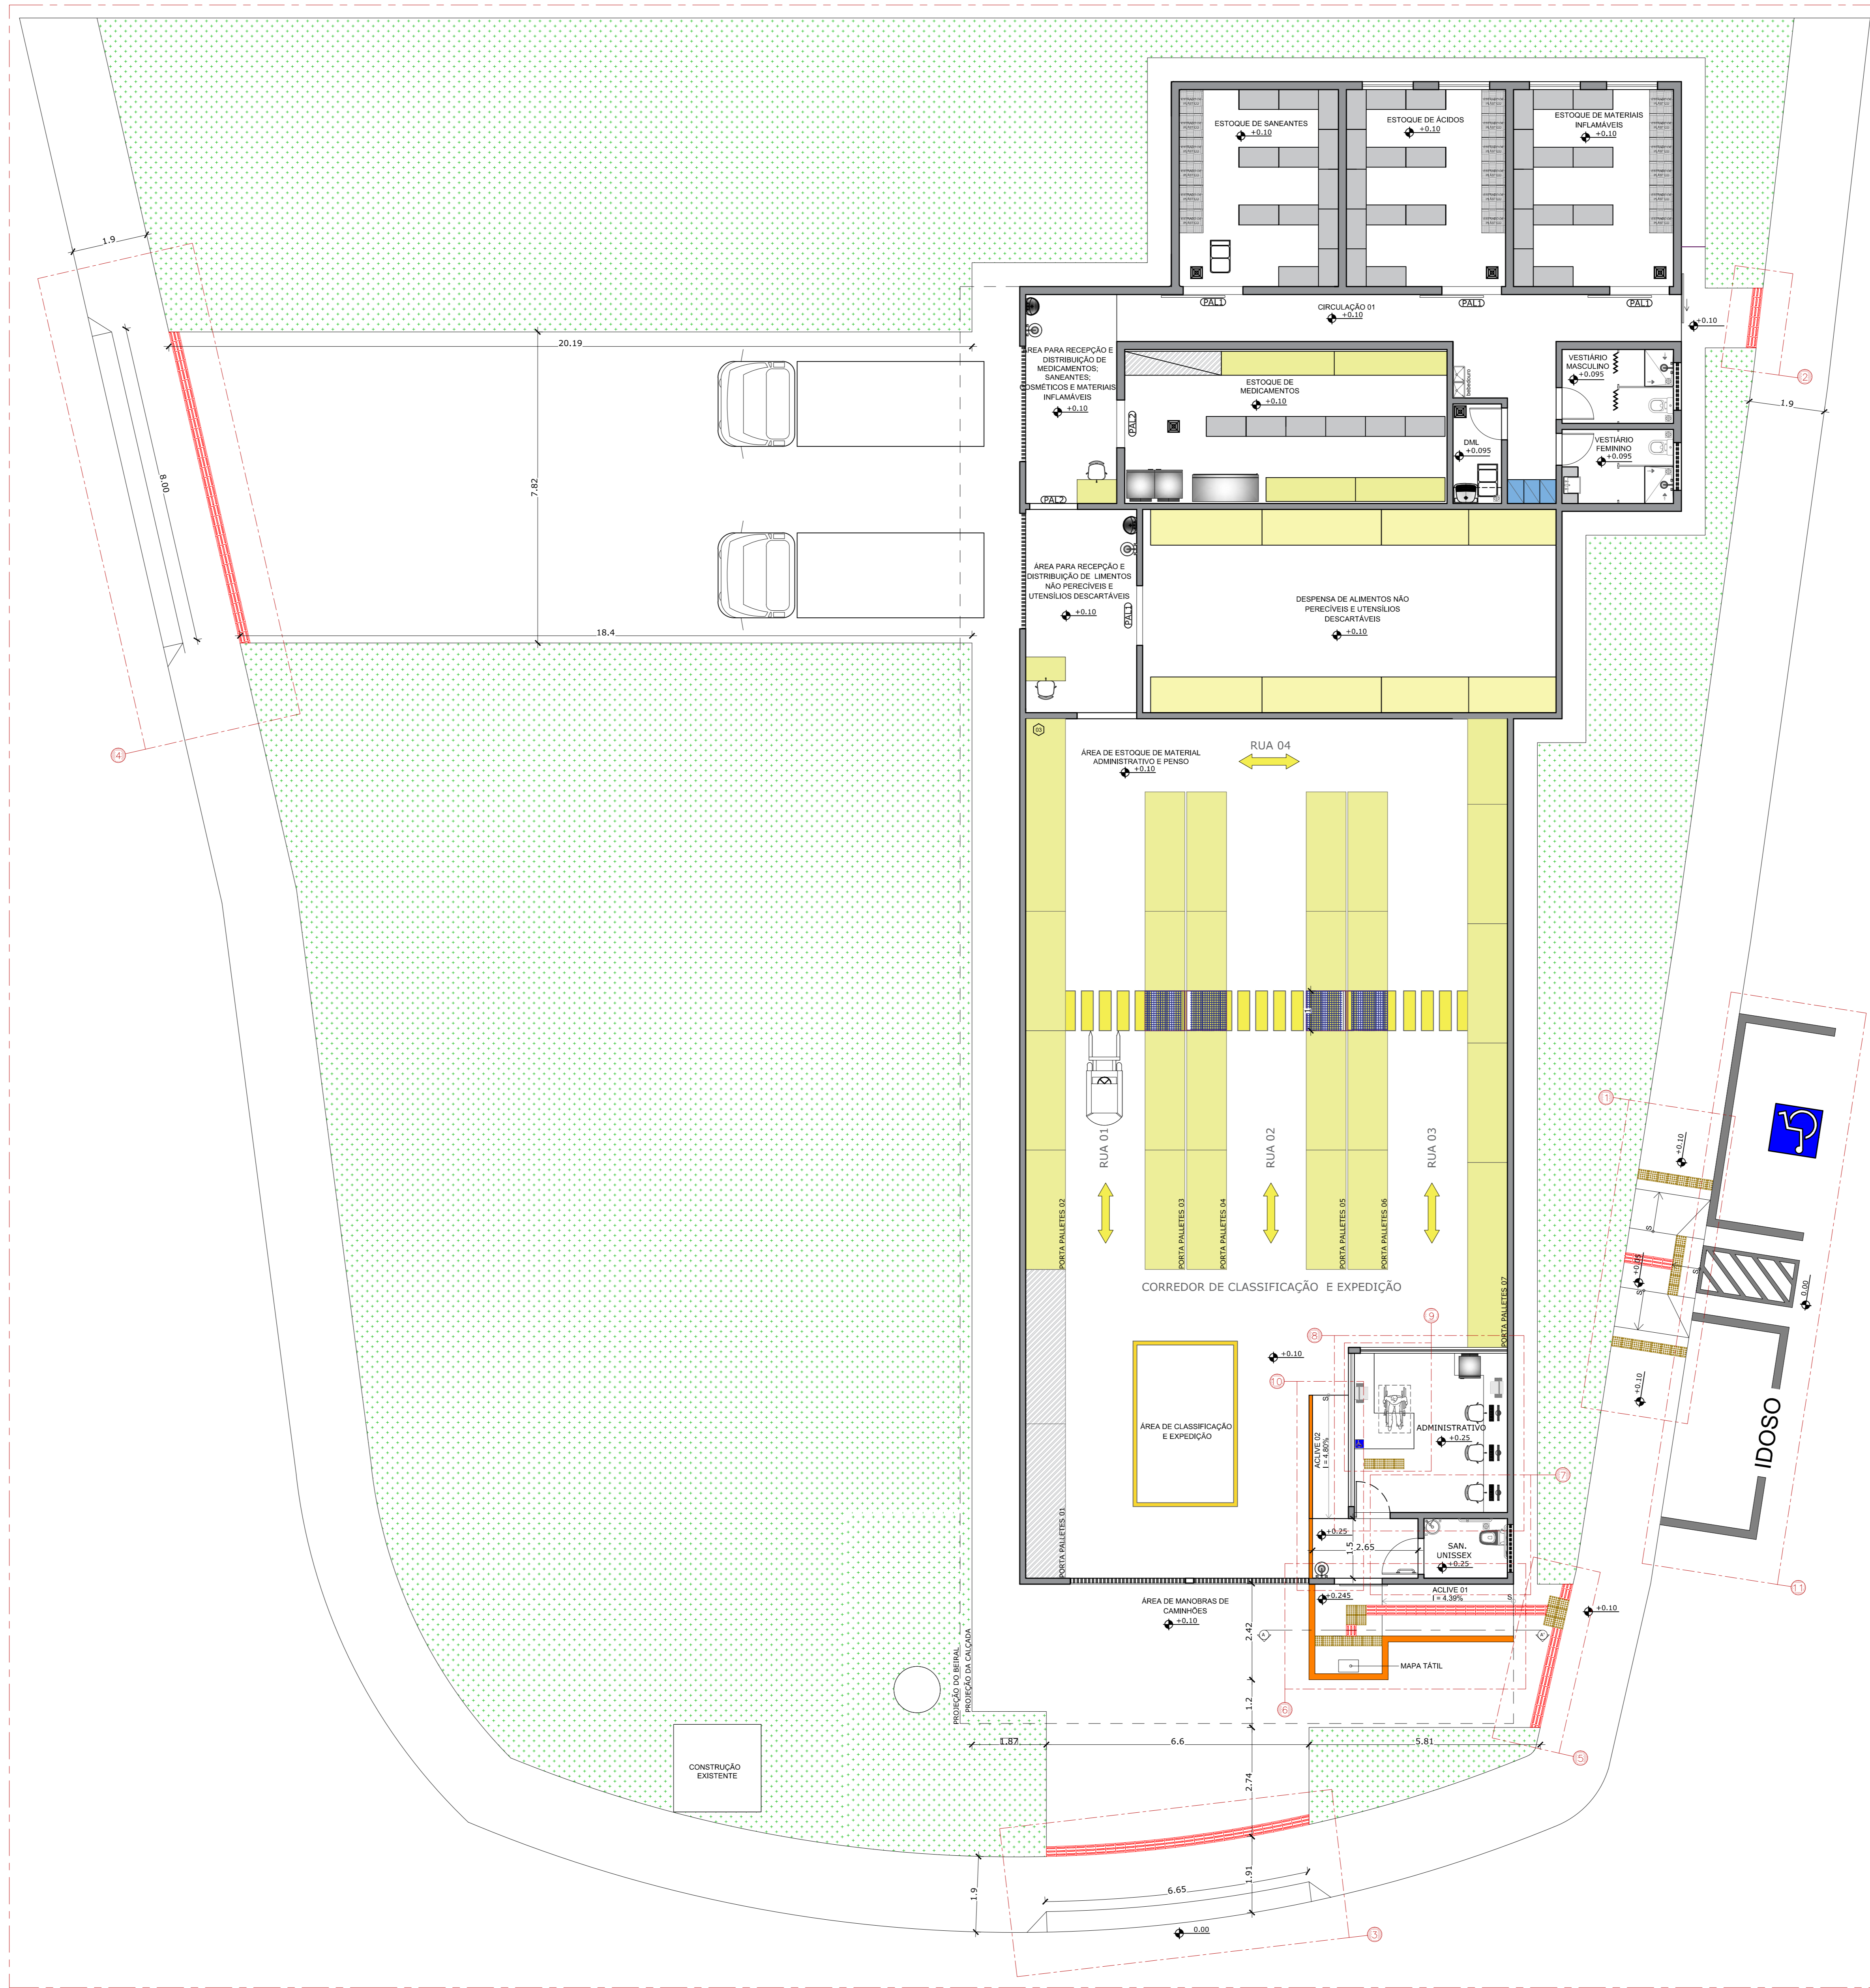 ESTOQUE DE SANEANTES
+0.10
ESTOQUE DE ÁCIDOS
+0.10
ESTOQUE DE MATERIAIS
INFLAMÁVEIS
+0.10
PAL1
PAL1
PAL1
CIRCULAÇÃO 01
+0.10
+0.10
1.9
20.19
8.00
7.82
18.4
4
ÁREA PARA RECEPÇÃO E
DISTRIBUIÇÃO DE
MEDICAMENTOS;
SANEANTES;
COSMÉTICOS E MATERIAIS
INFLAMÁVEIS
+0.10
PAL2
PAL2
ESTOQUE DE
MEDICAMENTOS
+0.10
bebedouro
DML
+0.095
VESTIÁRIO
MASCULINO
+0.095
VESTIÁRIO
FEMININO
+0.095
2
1.9
ÁREA PARA RECEPÇÃO E
DISTRIBUIÇÃO DE LIMENTOS
NÃO PERECÍVEIS E
UTENSÍLIOS DESCARTÁVEIS
+0.10
PAL1
DESPENSA DE ALIMENTOS NÃO
PERECÍVEIS E UTENSÍLIOS
DESCARTÁVEIS
+0.10
03
ÁREA DE ESTOQUE DE MATERIAL
ADMINISTRATIVO E PENSO
+0.10
RUA 04
RUA 01
RUA 02
RUA 03
PORTA PALLETES 02
PORTA PALLETES 03
PORTA PALLETES 04
PORTA PALLETES 05
PORTA PALLETES 06
PORTA PALLETES 07
CORREDOR DE CLASSIFICAÇÃO E EXPEDIÇÃO
1
+0.10
S
+0.05
S
S
0.00
+0.10
IDOSO
11
9
8
10
7
+0.10
ÁREA DE CLASSIFICAÇÃO
E EXPEDIÇÃO
S
ACLIVE 02
I = 4.80%
ADMINISTRATIVO
+0.25
PORTA PALLETES 01
+0.25
1.5
2.65
SAN.
UNISSEX
+0.25
ÁREA DE MANOBRAS DE
CAMINHÕES
+0.10
+0.245
ACLIVE 01
I = 4.39%
S
+0.10
A
A'
2.42
MAPA TÁTIL
6
1.2
5
PROJEÇÃO DO BEIRAL
PROJEÇÃO DA CALÇADA
1.87
6.6
5.81
CONSTRUÇÃO
EXISTENTE
2.74
1.91
1.9
6.65
0.00
3